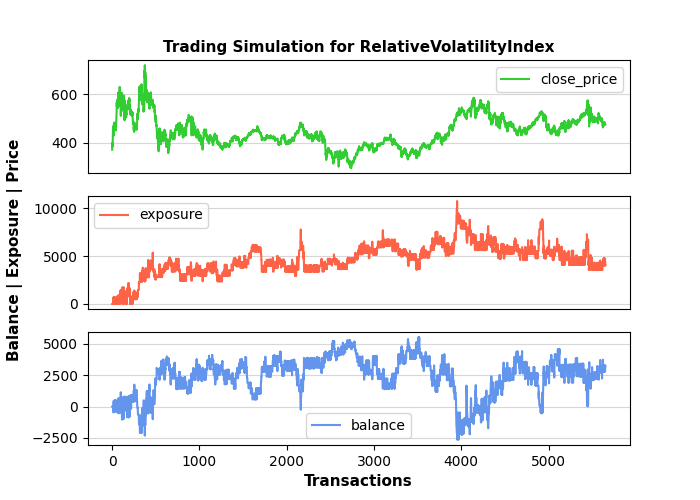 Trading Simulation for RelativeVolatilityIndex
close_price
600
400
exposure
10000
5000
0
balance
5000
2500
0
−2500
0 1000 2000 3000 4000 5000
Transactions
Balance | Exposure | Price